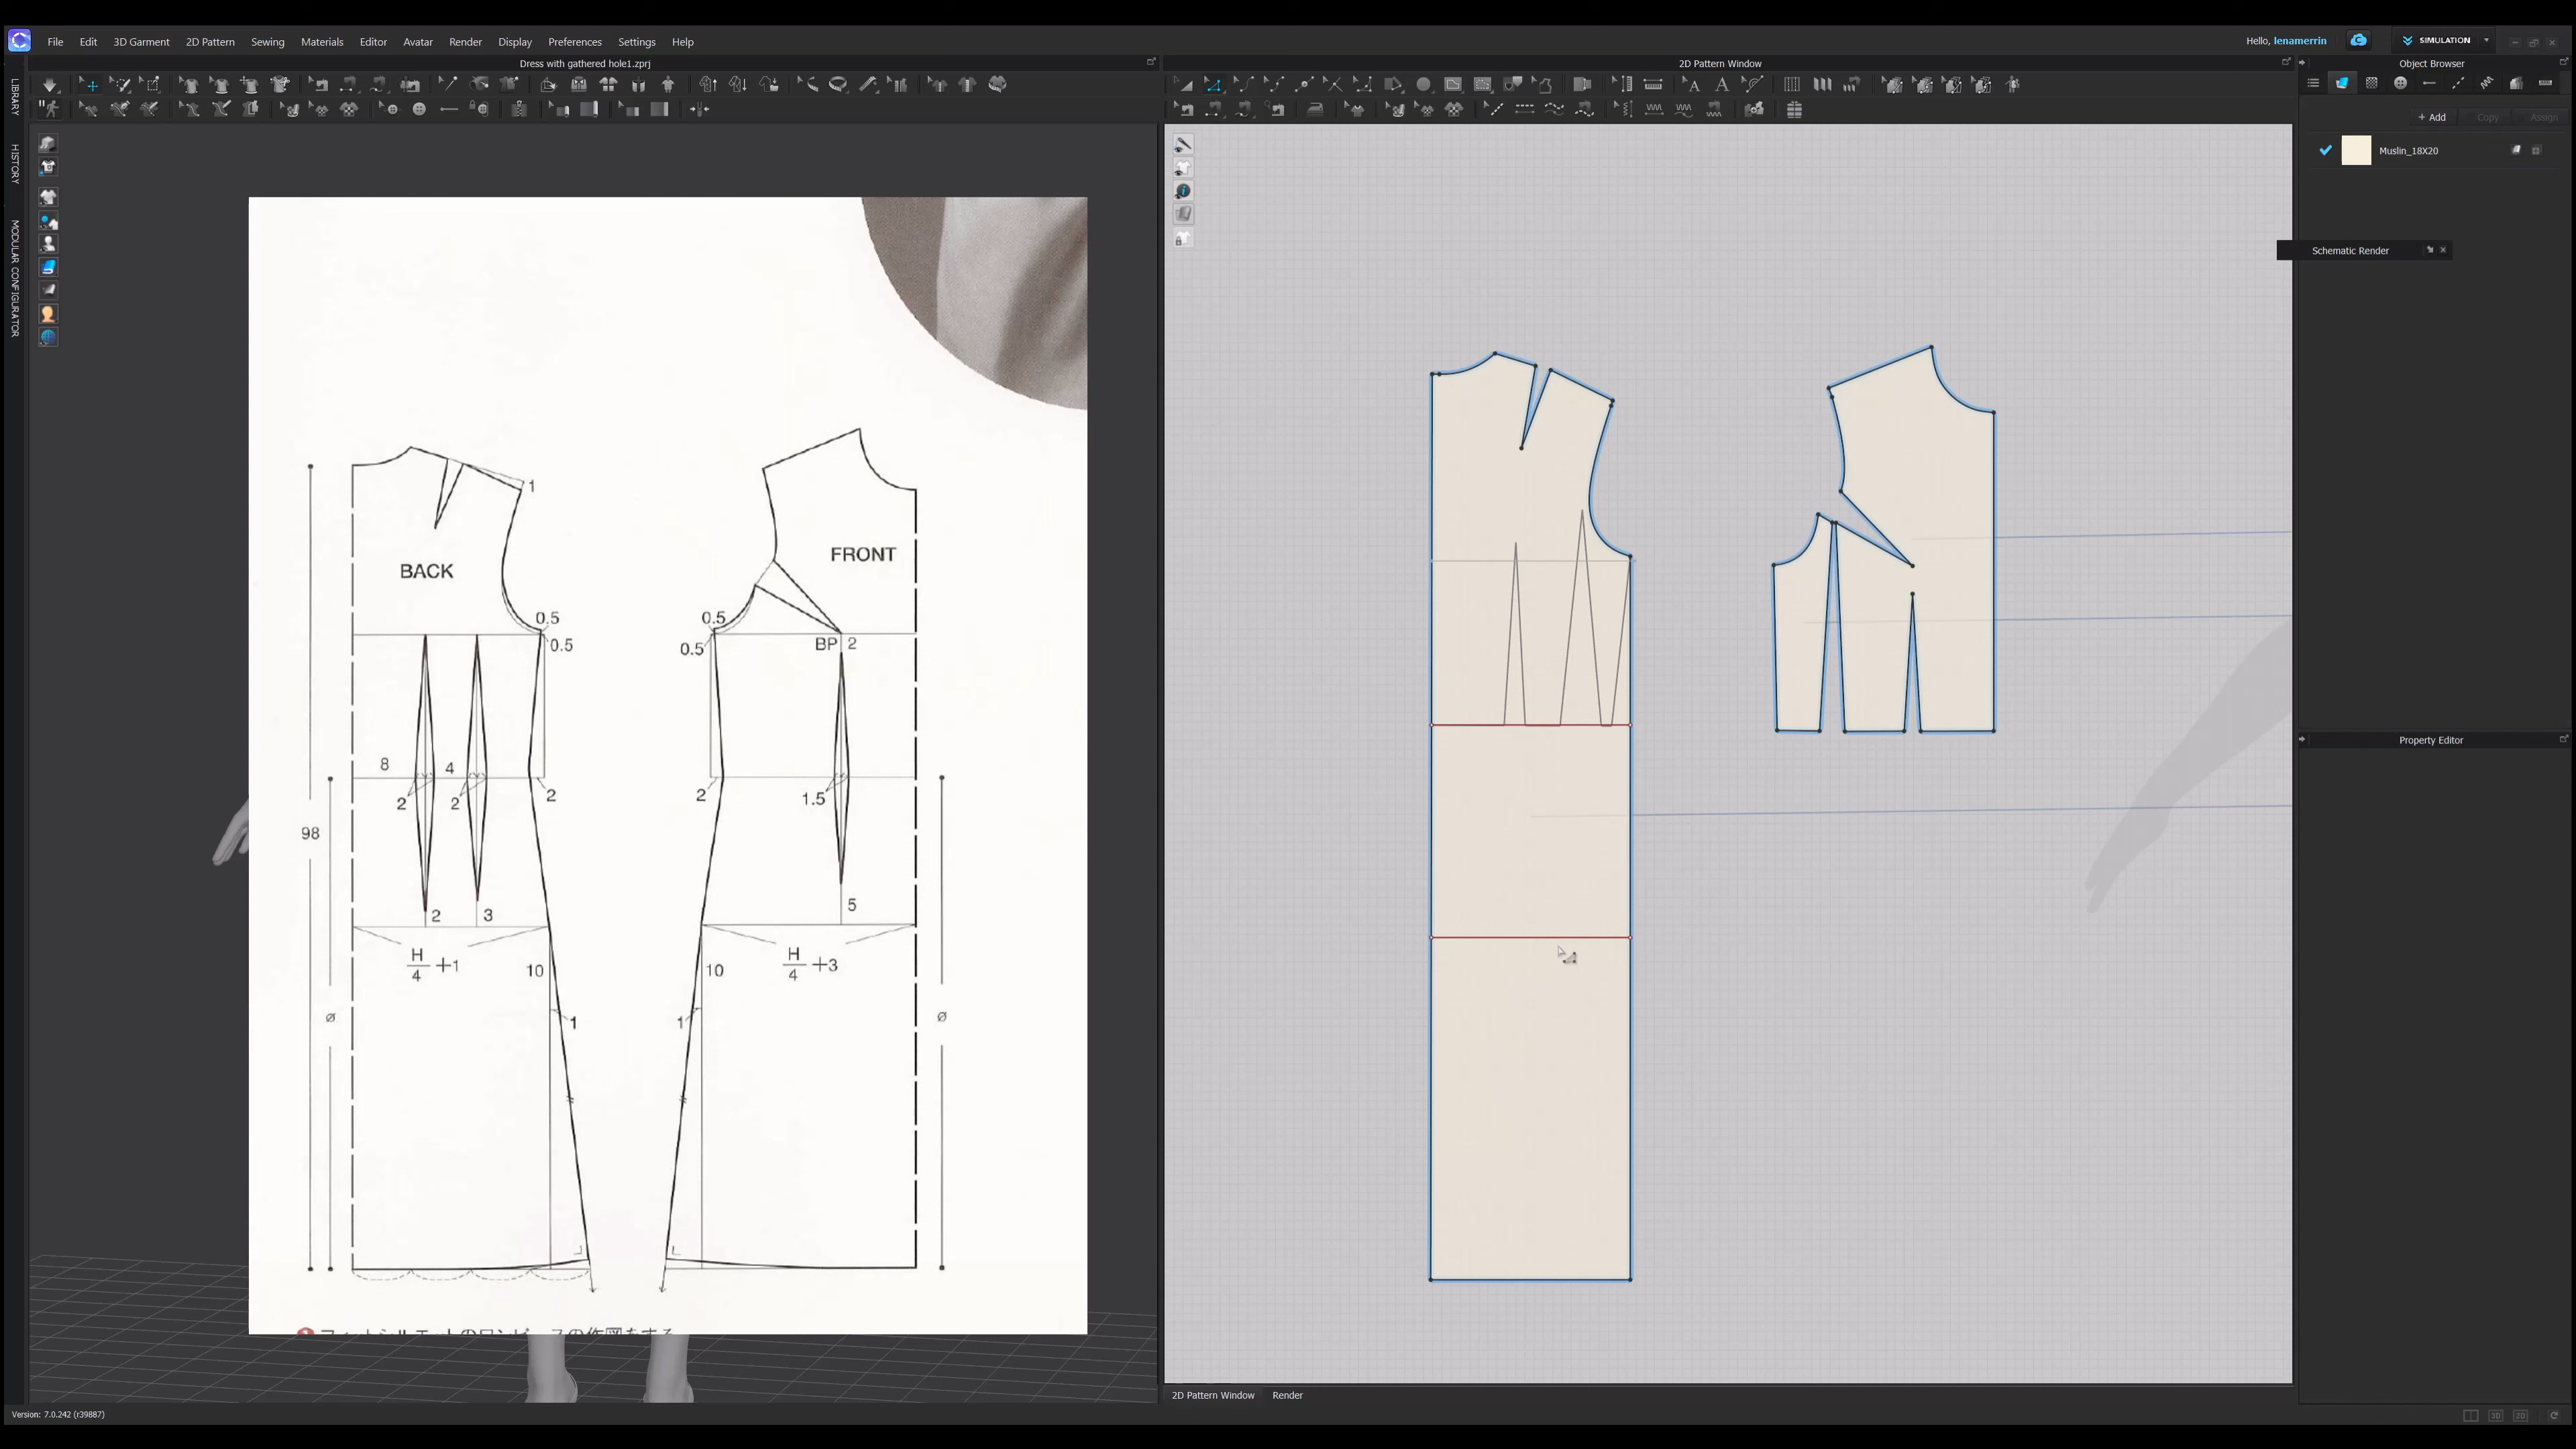 File Edit 3D Garment 2D Pattern Sewing Materials Editor Avatar Render Display Preferences Settings Help
Hello, lenamerrin
SIMULATION
Dress with gathered hole1.zprj
2D Pattern Window
Object Browser
LIBRARY
HISTORY
MODULAR CONFIGURATOR
+ Add Copy Assign
Muslin_18X20
Schematic Render
Property Editor
1
BACK
FRONT
0.5
0.5
0.5
0.5
BP 2
8
4
2
2
2
2
1.5
98
2
3
5
H/4 +1
10
10
H/4 +3
ø
1
1
ø
2D Pattern Window Render
Version: 7.0.242 (r39887)
3D 2D